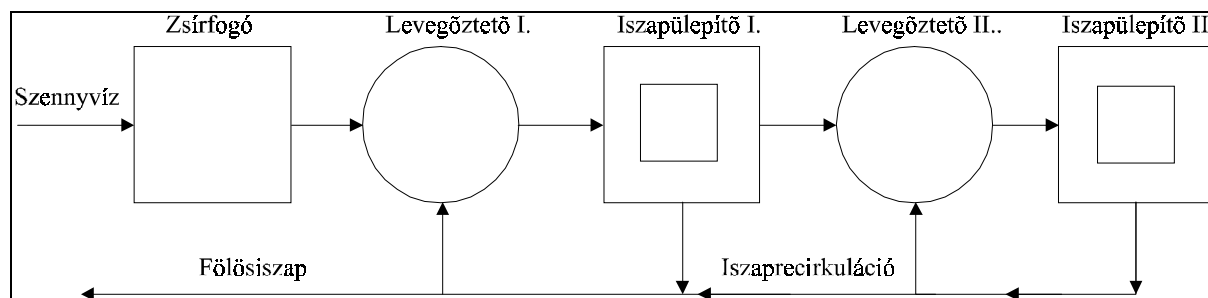 Zsírfogó
Levegõztetõ I.
Iszapülepítõ I.
Levegõztetõ II..
Iszapülepítõ II
Szennyvíz
Fölösiszap
Iszaprecirkuláció